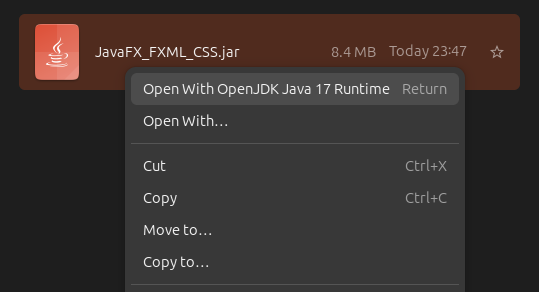 JavaFX_FXML_CSS.jar 8.4 MB Today 23:47
Open With OpenJDK Java 17 Runtime Return
Open With...
Cut Ctrl+X
Copy Ctrl+C
Move to...
Copy to...